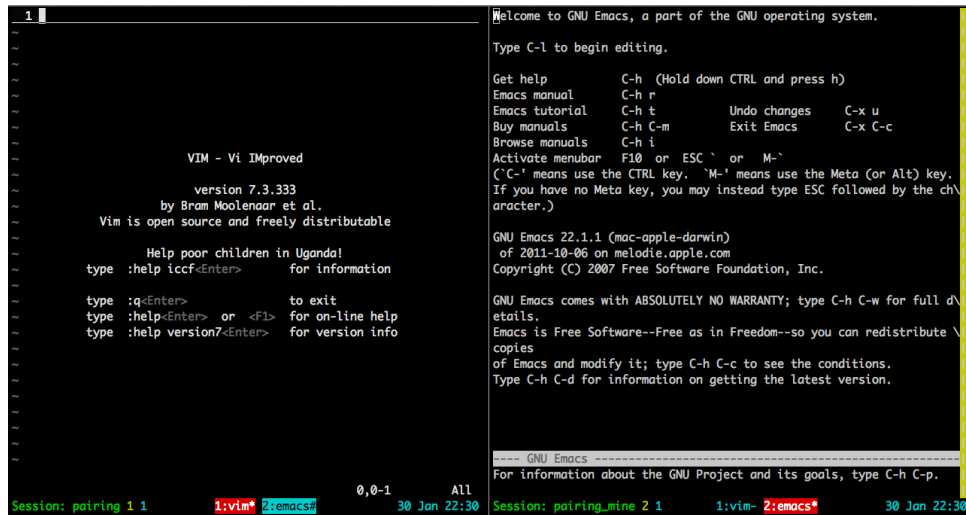 1
~
~
~
~
~
~
~
~
~ VIM - Vi IMproved
~
~ version 7.3.333
~ by Bram Moolenaar et al.
~ Vim is open source and freely distributable
~
~ Help poor children in Uganda!
~ type :help iccf<Enter> for information
~
~ type :q<Enter> to exit
~ type :help<Enter> or <F1> for on-line help
~ type :help version7<Enter> for version info
~
~
~
~
~
~
~
~
0,0-1 All
Session: pairing 1 1 1:vim* 2:emacs# 30 Jan 22:30
Welcome to GNU Emacs, a part of the GNU operating system.
Type C-l to begin editing.
Get help C-h (Hold down CTRL and press h)
Emacs manual C-h r
Emacs tutorial C-h t Undo changes C-x u
Buy manuals C-h C-m Exit Emacs C-x C-c
Browse manuals C-h i
Activate menubar F10 or ESC ` or M-`
(`C-' means use the CTRL key. `M-' means use the Meta (or Alt) key.
If you have no Meta key, you may instead type ESC followed by the ch\
aracter.)
GNU Emacs 22.1.1 (mac-apple-darwin)
of 2011-10-06 on melodie.apple.com
Copyright (C) 2007 Free Software Foundation, Inc.
GNU Emacs comes with ABSOLUTELY NO WARRANTY; type C-h C-w for full d\
etails.
Emacs is Free Software--Free as in Freedom--so you can redistribute \
copies
of Emacs and modify it; type C-h C-c to see the conditions.
Type C-h C-d for information on getting the latest version.
---- GNU Emacs ----------------------------------------------
For information about the GNU Project and its goals, type C-h C-p.
Session: pairing_mine 2 1 1:vim- 2:emacs* 30 Jan 22:30